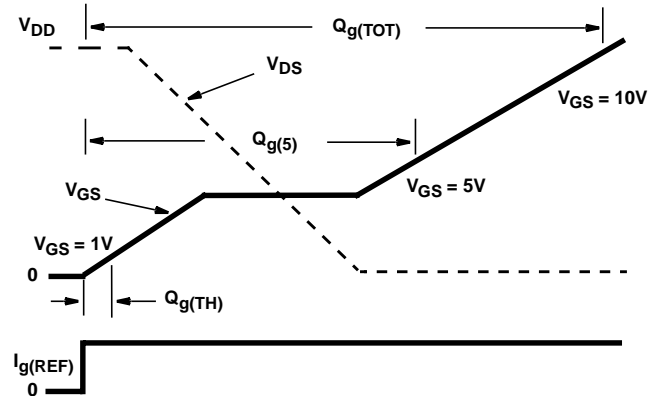 V_DD
Q_g(TOT)
V_DS
V_GS = 10V
Q_g(5)
V_GS
V_GS = 5V
V_GS = 1V
0
Q_g(TH)
I_g(REF)
0